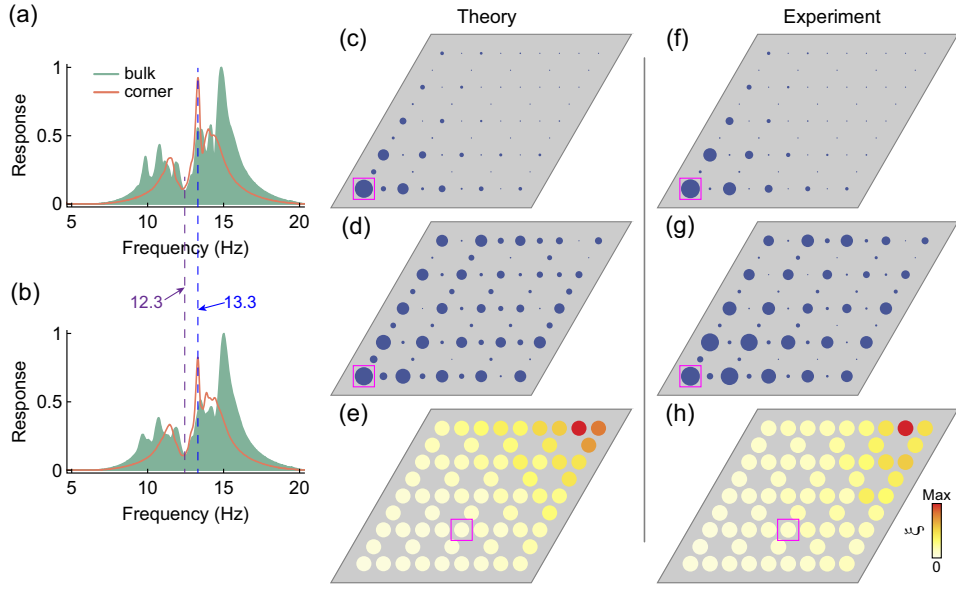 (a)
Theory
Experiment
(c)
(f)
1
0.5
0
Response
bulk
corner
5
10
15
20
Frequency (Hz)
(d)
(g)
(b)
12.3
13.3
1
0.5
0
Response
5
10
15
20
Frequency (Hz)
(e)
(h)
Max
ξ
0